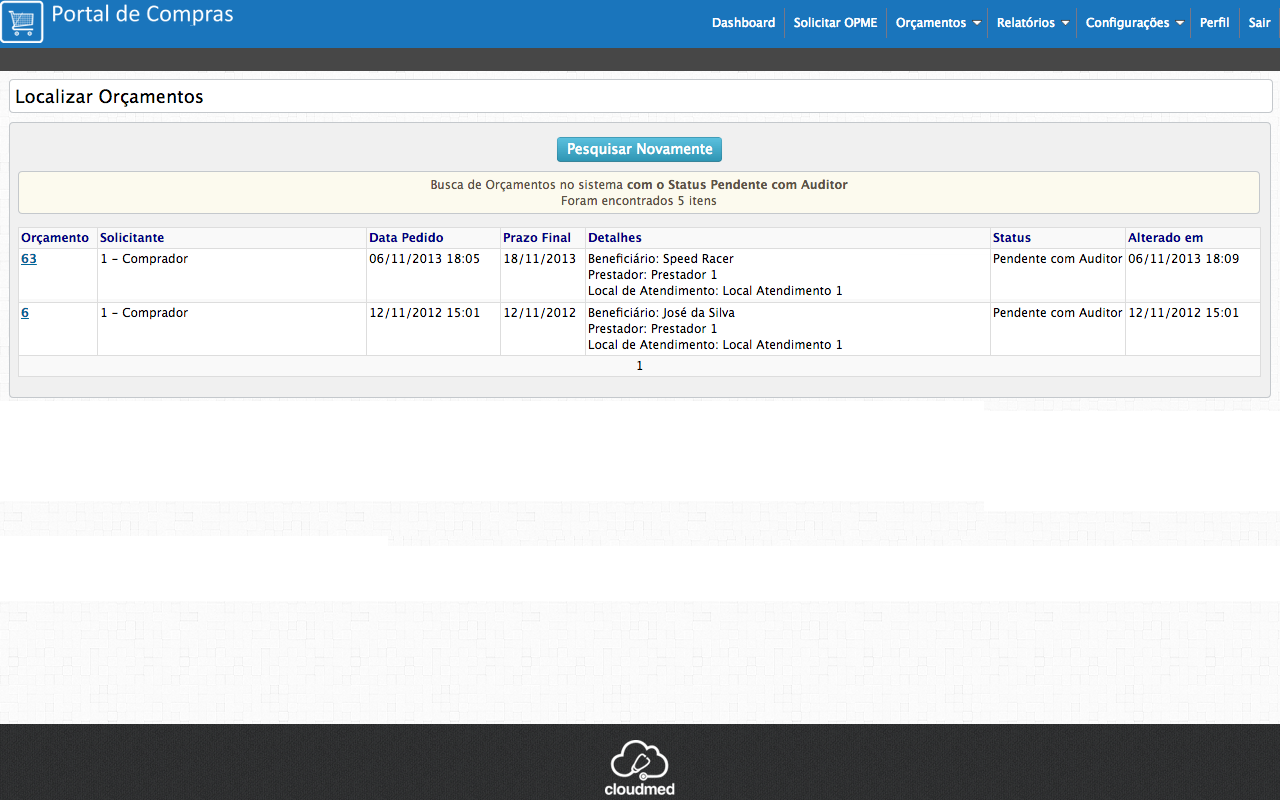 Portal de Compras
Dashboard Solicitar OPME Orçamentos Relatórios Configurações Perfil Sair
Localizar Orçamentos
Pesquisar Novamente
Busca de Orçamentos no sistema com o Status Pendente com Auditor
Foram encontrados 5 itens
Orçamento Solicitante Data Pedido Prazo Final Detalhes Status Alterado em
63 1 - Comprador 06/11/2013 18:05 18/11/2013 Beneficiário: Speed Racer Pendente com Auditor 06/11/2013 18:09
Prestador: Prestador 1
Local de Atendimento: Local Atendimento 1
6 1 - Comprador 12/11/2012 15:01 12/11/2012 Beneficiário: José da Silva Pendente com Auditor 12/11/2012 15:01
Prestador: Prestador 1
Local de Atendimento: Local Atendimento 1
1
cloudmed